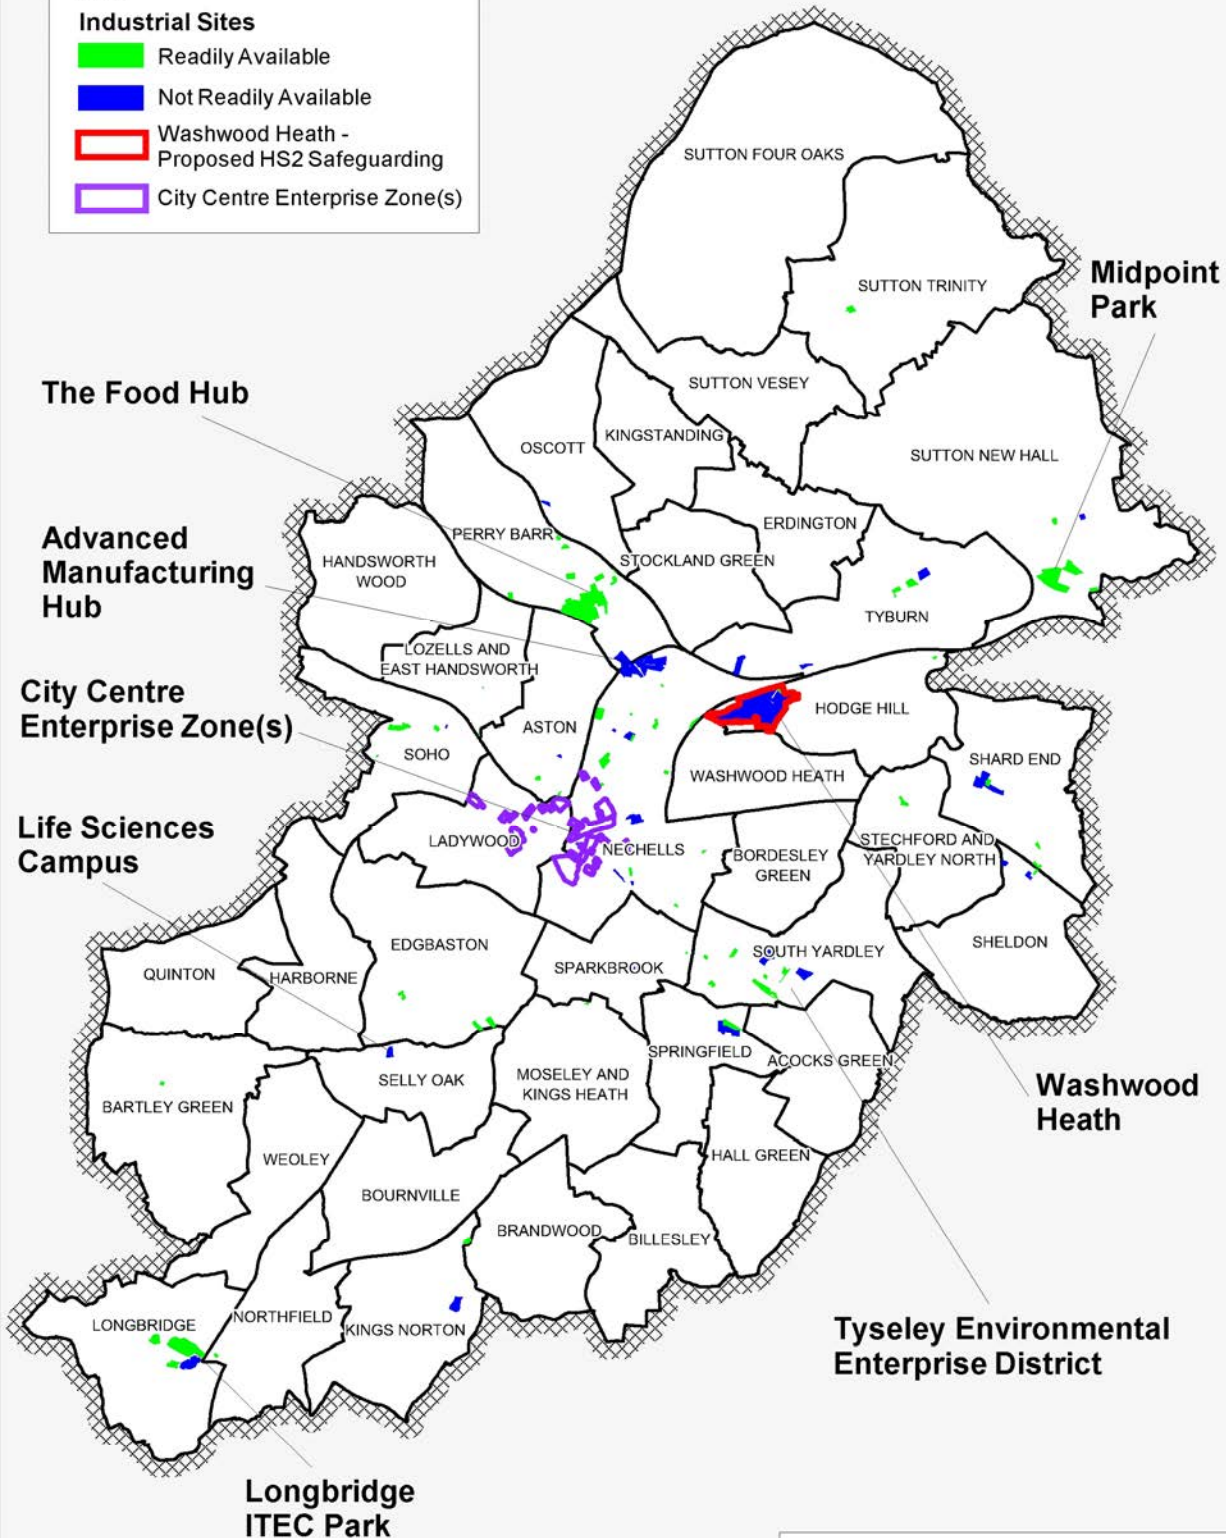 Industrial Sites
Readily Available
Not Readily Available
Washwood Heath -
Proposed HS2 Safeguarding
City Centre Enterprise Zone(s)
SUTTON FOUR OAKS
SUTTON TRINITY
Midpoint
Park
SUTTON VESEY
The Food Hub
OSCOTT
KINGSTANDING
SUTTON NEW HALL
ERDINGTON
PERRY BARR
STOCKLAND GREEN
Advanced
Manufacturing
Hub
HANDSWORTH
WOOD
TYBURN
LOZELLS AND
EAST HANDSWORTH
City Centre
Enterprise Zone(s)
HODGE HILL
ASTON
SOHO
SHARD END
WASHWOOD HEATH
Life Sciences
Campus
LADYWOOD
NECHELLS
BORDESLEY
GREEN
STECHFORD AND
YARDLEY NORTH
EDGBASTON
SOUTH YARDLEY
SHELDON
QUINTON
HARBORNE
SPARKBROOK
SPRINGFIELD
ACOCKS GREEN
SELLY OAK
MOSELEY AND
KINGS HEATH
BARTLEY GREEN
Washwood
Heath
WEOLEY
HALL GREEN
BOURNVILLE
BRANDWOOD
BILLESLEY
LONGBRIDGE
NORTHFIELD
KINGS NORTON
Tyseley Environmental
Enterprise District
Longbridge
ITEC Park